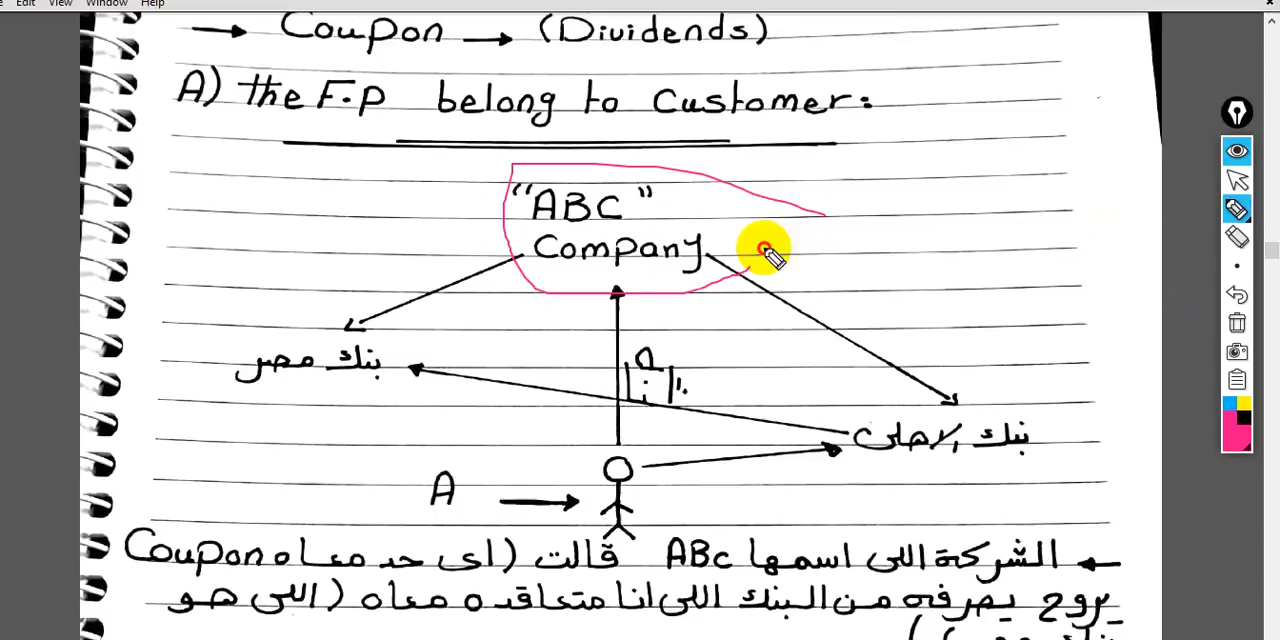 Edit View Window Help
→ Coupon → (Dividends)
A) the F.P belong to Customer:
"ABC"
Company
بنك مصر
بنك الاهلى
A →
← الشركة اللى اسمها ABC قالت (اى حد معاه Coupon
يروح يصرفه من البنك اللى انا متعاقده معاه (اللى هو